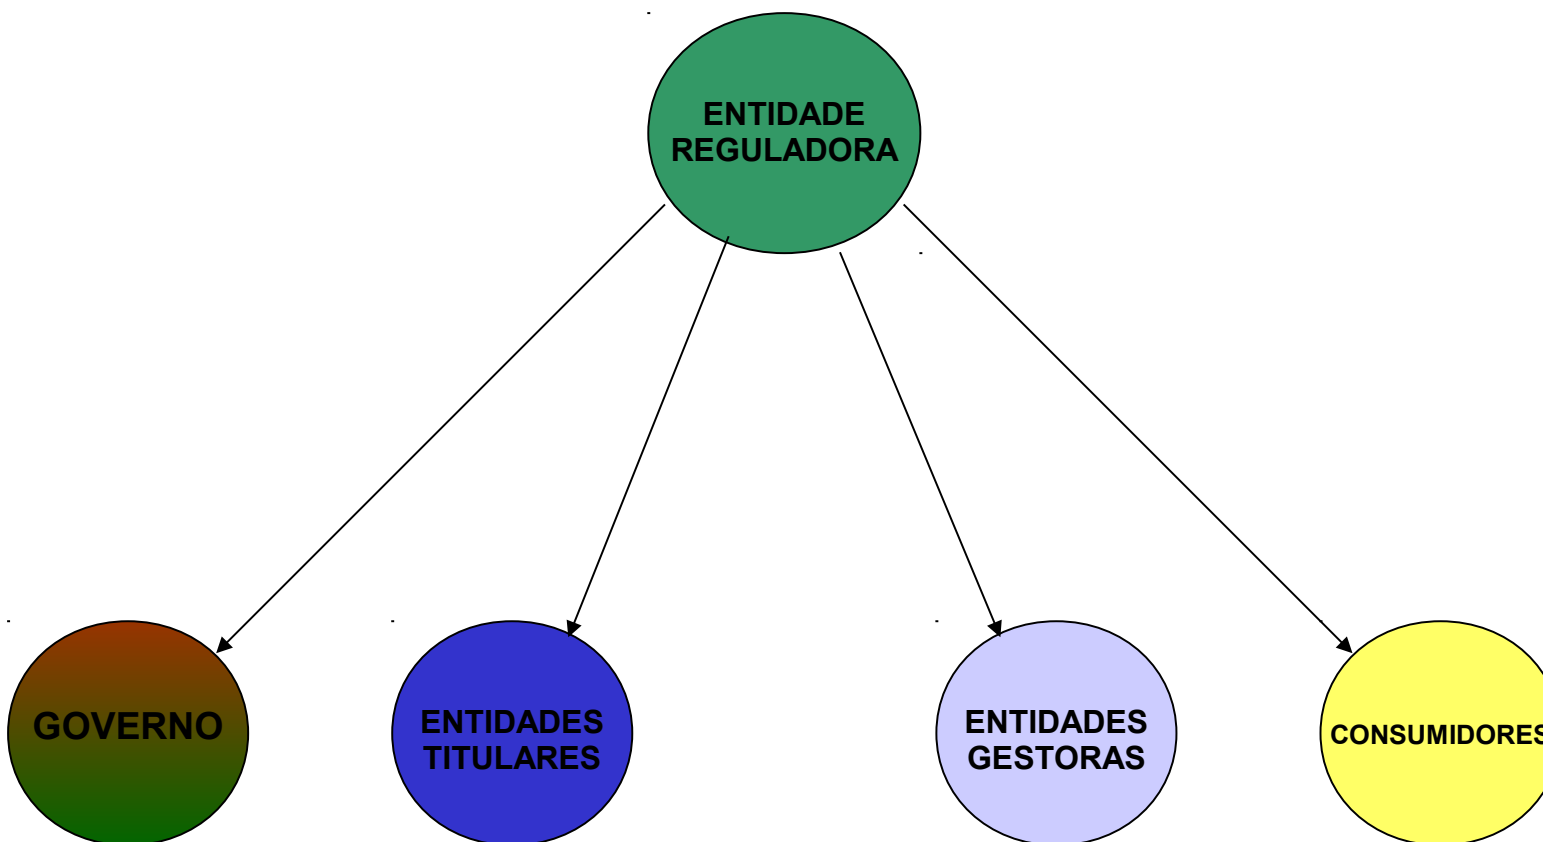 ENTIDADE
REGULADORA
GOVERNO
ENTIDADES
TITULARES
ENTIDADES
GESTORAS
CONSUMIDORES